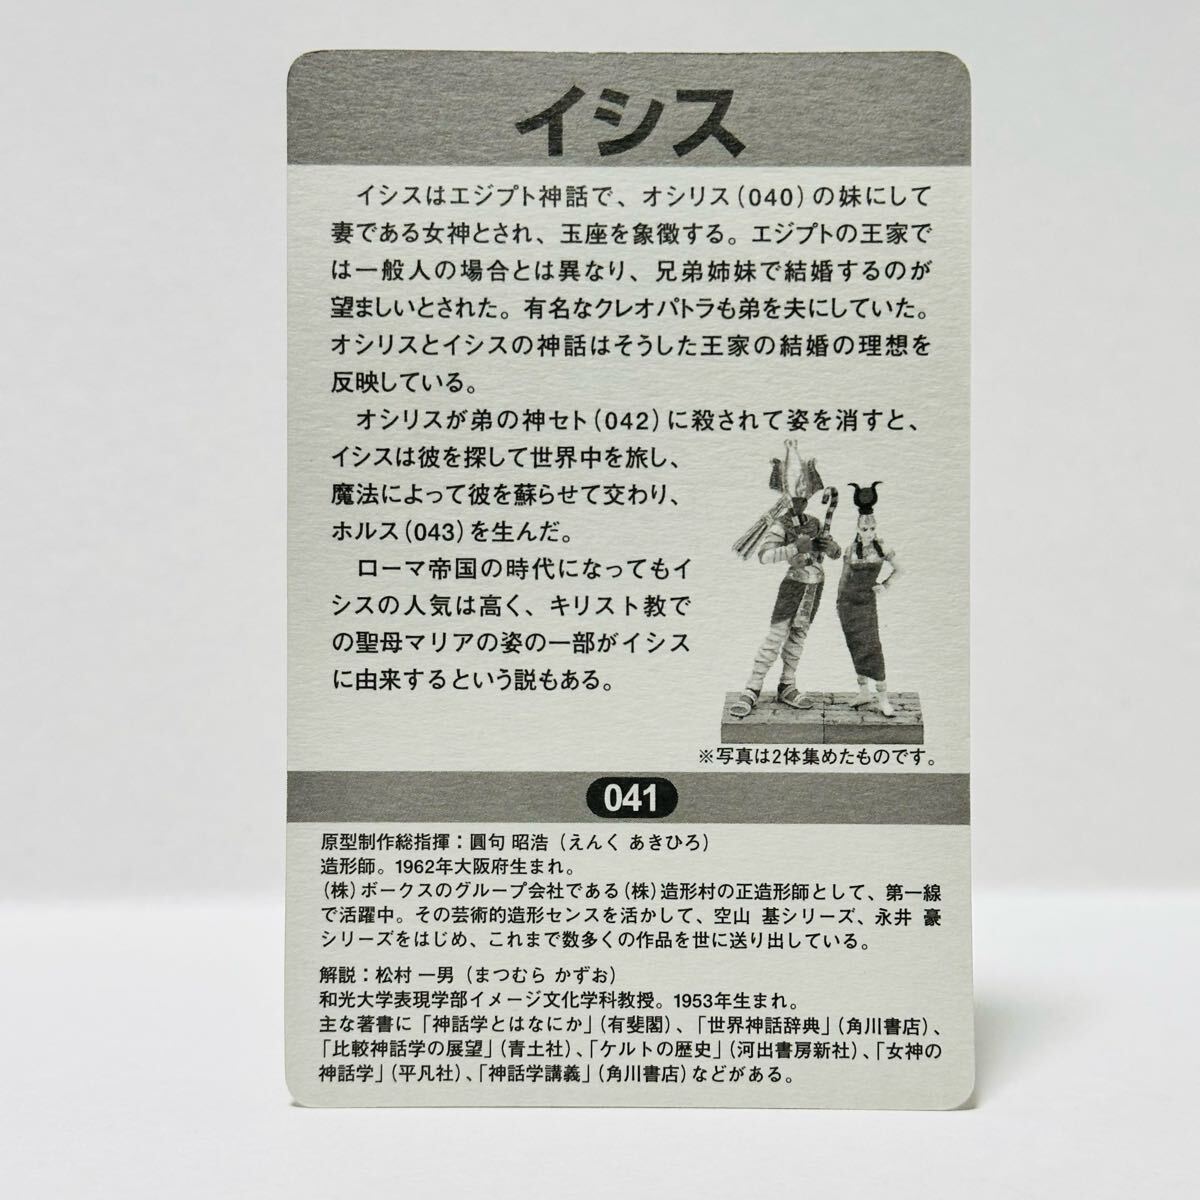 イシス
イシスはエジプト神話で、オシリス(040)の妹にして
妻である女神とされ、玉座を象徴する。エジプトの王家で
は一般人の場合とは異なり、兄弟姉妹で結婚するのが
望ましいとされた。有名なクレオパトラも弟を夫にしていた。
オシリスとイシスの神話はそうした王家の結婚の理想を
反映している。
オシリスが弟の神セト(042)に殺されて姿を消すと、
イシスは彼を探して世界中を旅し、
魔法によって彼を蘇らせて交わり、
ホルス(043)を生んだ。
ローマ帝国の時代になってもイ
シスの人気は高く、キリスト教で
の聖母マリアの姿の一部がイシス
に由来するという説もある。
※写真は2体集めたものです。
041
原型制作総指揮：圓句 昭浩（えんく あきひろ）
造形師。1962年大阪府生まれ。
(株)ボークスのグループ会社である(株)造形村の正造形師として、第一線
で活躍中。その芸術的造形センスを活かして、空山 基シリーズ、永井 豪
シリーズをはじめ、これまで数多くの作品を世に送り出している。
解説：松村 一男（まつむら かずお）
和光大学表現学部イメージ文化学科教授。1953年生まれ。
主な著書に「神話学とはなにか」(有斐閣)、「世界神話辞典」(角川書店)、
「比較神話学の展望」(青土社)、「ケルトの歴史」(河出書房新社)、「女神の
神話学」(平凡社)、「神話学講義」(角川書店)などがある。